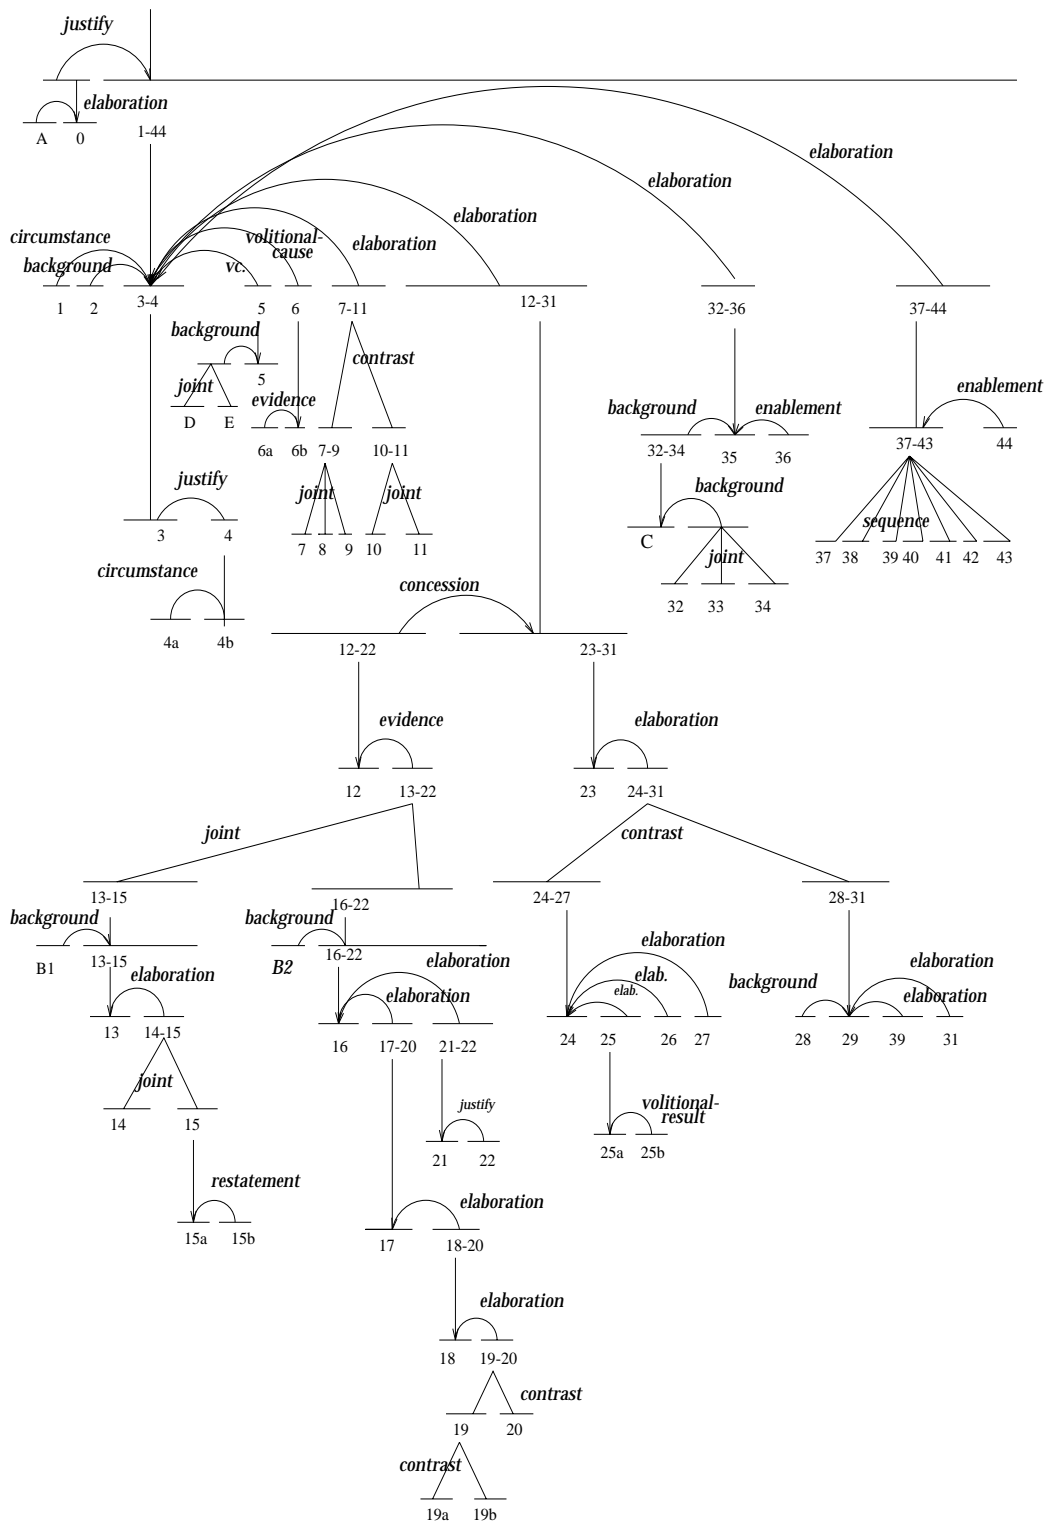 justify
elaboration
A 0 1-44
elaboration
elaboration
elaboration
circumstance volitional-
cause elaboration
background vc.
1 2 3-4 5 6 7-11 12-31 32-36 37-44
background contrast
5
joint evidence enablement
D E background enablement
6a 6b 7-9 10-11 32-34 35 36 37-43 44
justify joint joint background
sequence
3 4 7 8 9 10 11 C 37 38 39 40 41 42 43
circumstance concession joint
32 33 34
4a 4b 12-22 23-31
evidence elaboration
12 13-22 23 24-31
joint contrast
13-15 16-22 24-27 28-31
background background elaboration
B1 13-15 B2 16-22 elaboration elaboration
elaboration elaboration elab. background
elab. elaboration
13 14-15 16 17-20 21-22 24 25 26 27 28 29 39 31
joint
justify volitional-
result
14 15 21 22 25a 25b
restatement elaboration
15a 15b 17 18-20
elaboration
18 19-20
contrast
19 20
contrast
19a 19b